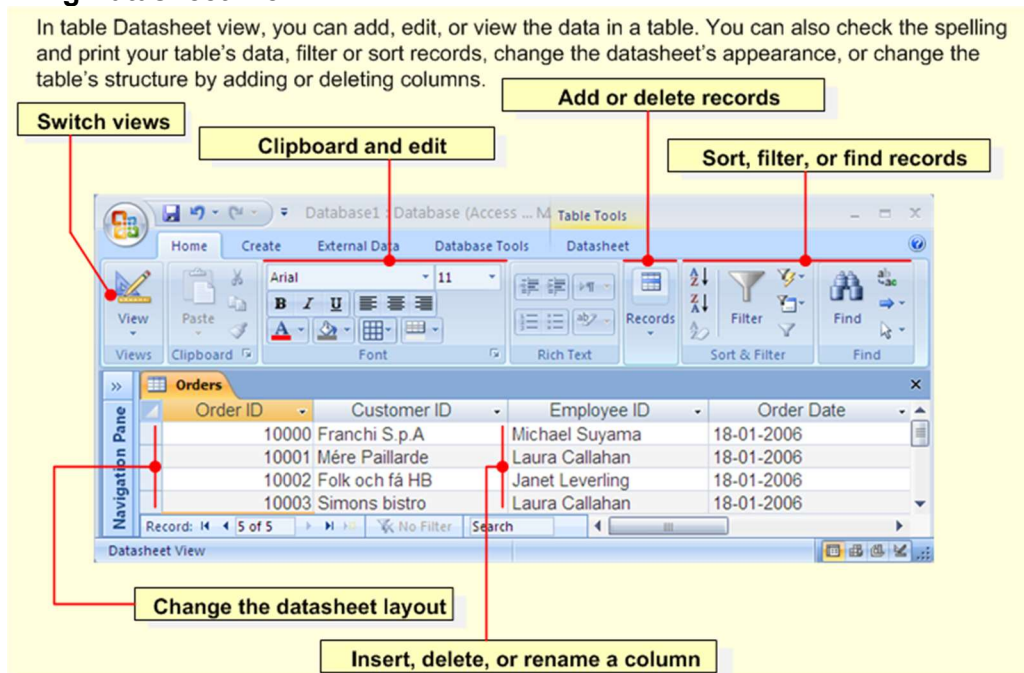 In table Datasheet view, you can add, edit, or view the data in a table. You can also check the spelling
and print your table's data, filter or sort records, change the datasheet's appearance, or change the
table's structure by adding or deleting columns.
Add or delete records
Switch views
Clipboard and edit
Sort, filter, or find records
Database1 : Database (Access ... M
Table Tools
Home Create External Data Database Tools Datasheet
Arial 11
B I U
View Paste Records Filter Find
Views Clipboard Font Rich Text Sort & Filter Find
Navigation Pane
Orders
Order ID Customer ID Employee ID Order Date
10000 Franchi S.p.A Michael Suyama 18-01-2006
10001 Mére Paillarde Laura Callahan 18-01-2006
10002 Folk och fá HB Janet Leverling 18-01-2006
10003 Simons bistro Laura Callahan 18-01-2006
Record: 5 of 5 No Filter Search
Datasheet View
Change the datasheet layout
Insert, delete, or rename a column